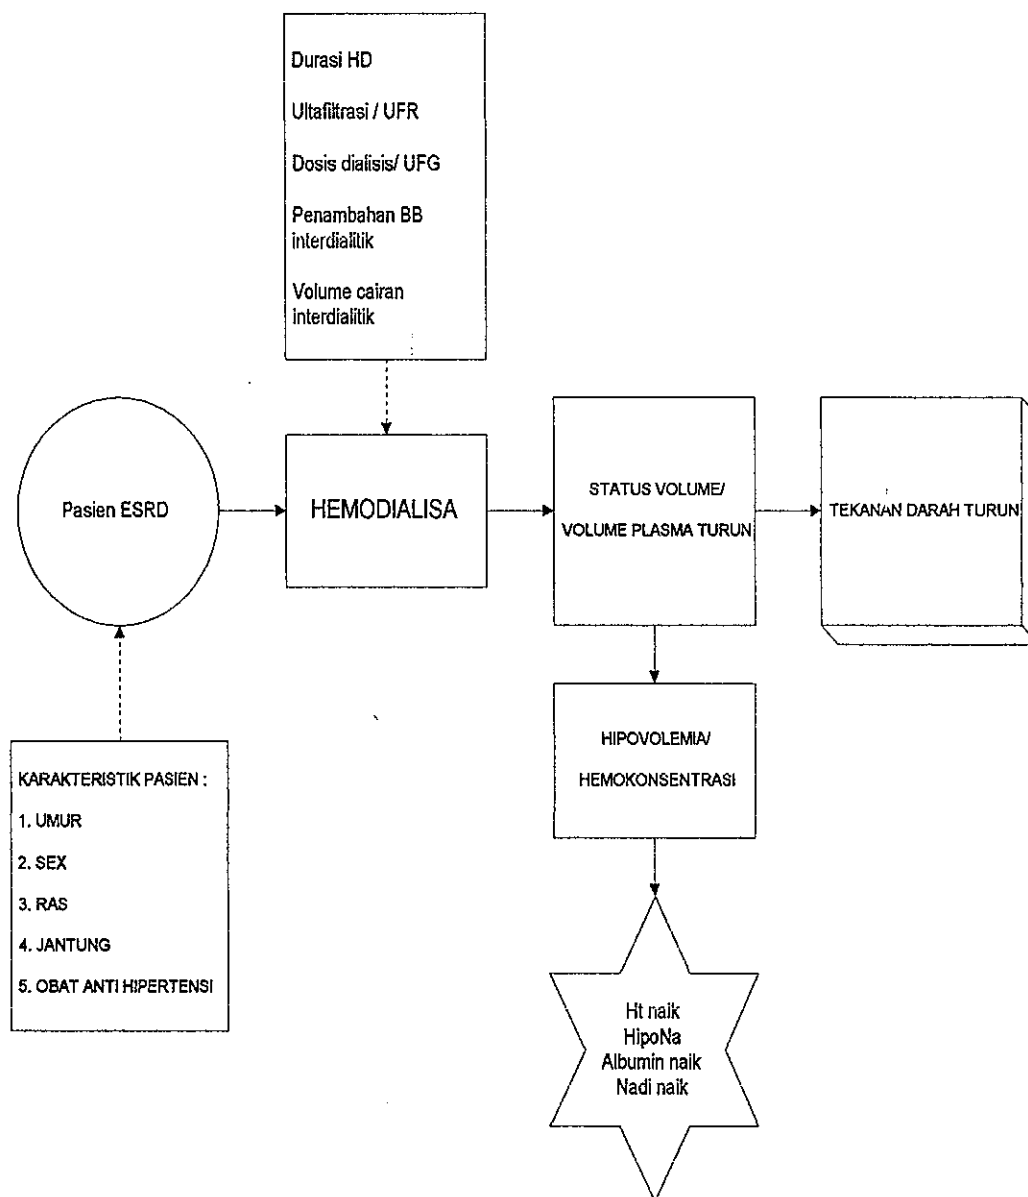 Durasi HD
Ultafiltrasi / UFR
Dosis dialisis/ UFG
Penambahan BB
interdialitik
Volume cairan
interdialitik
Pasien ESRD
HEMODIALISA
STATUS VOLUME/
VOLUME PLASMA TURUN
TEKANAN DARAH TURUN
KARAKTERISTIK PASIEN :
1. UMUR
2. SEX
3. RAS
4. JANTUNG
5. OBAT ANTI HIPERTENSI
HIPOVOLEMIA/
HEMOKONSENTRASI
Ht naik
HipoNa
Albumin naik
Nadi naik